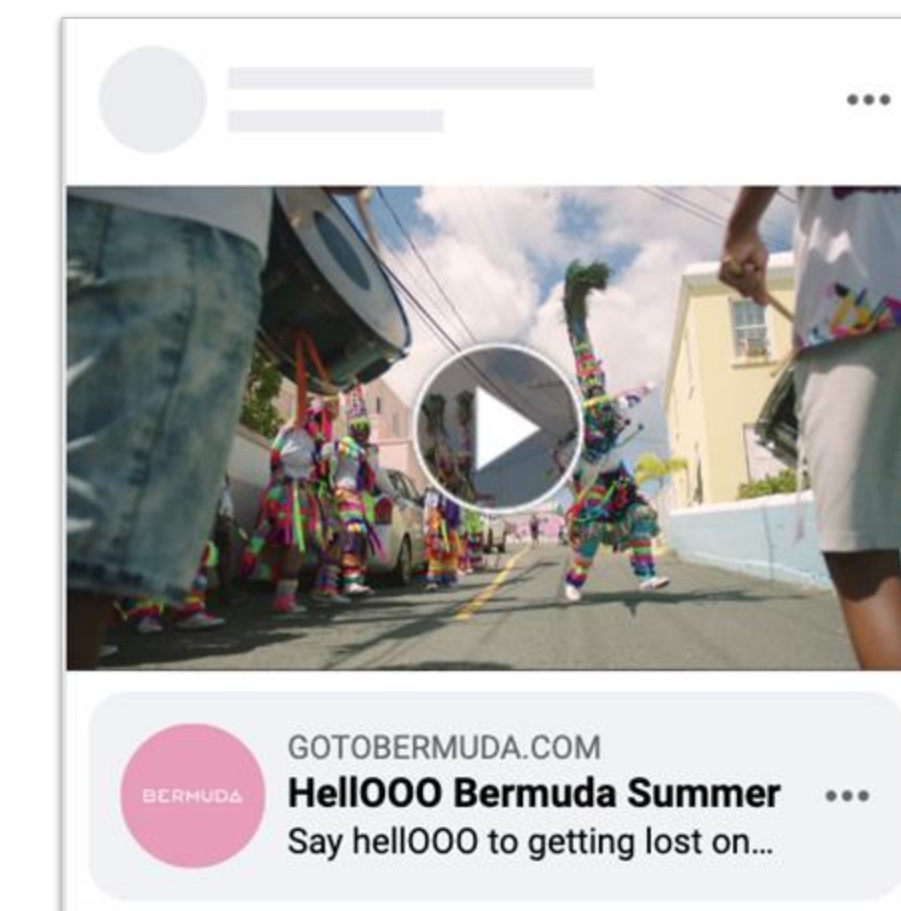 GOTOBERMUDA.COM
BERMUDA
HellOOO Bermuda Summer
Say hellOOO to getting lost on...